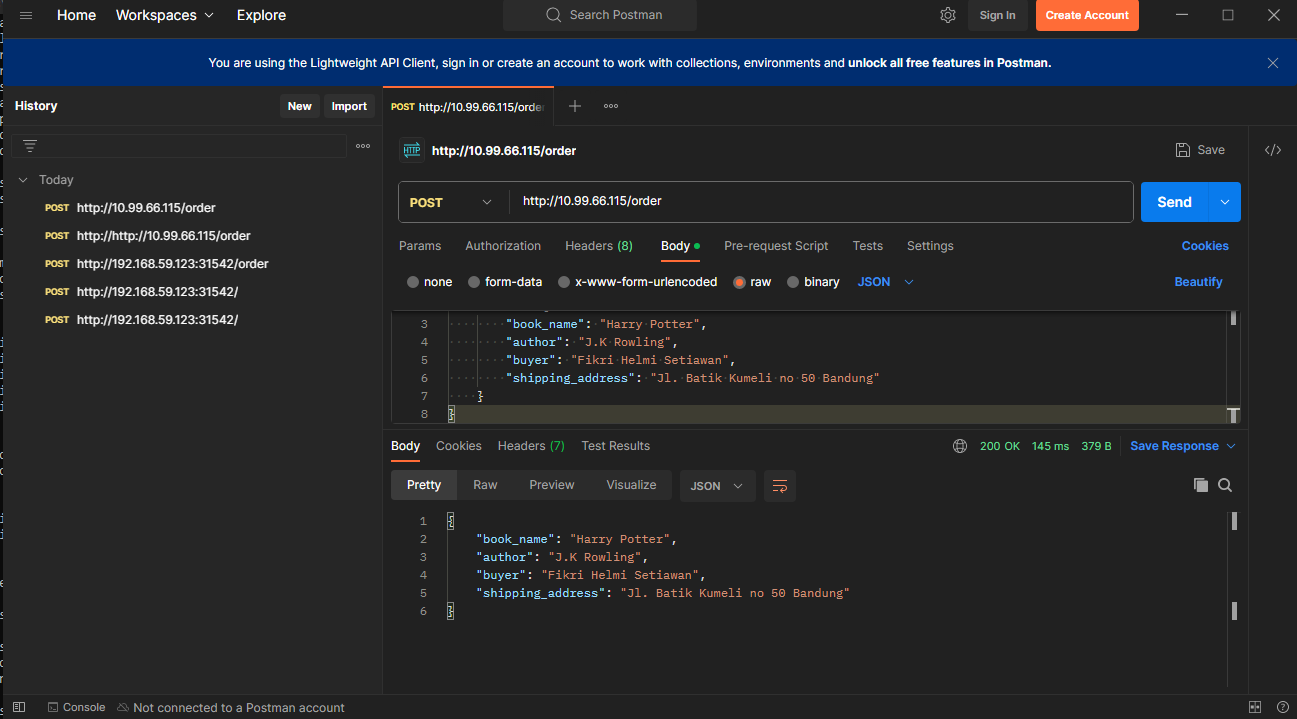 Home Workspaces Explore Search Postman Sign In Create Account
You are using the Lightweight API Client, sign in or create an account to work with collections, environments and unlock all free features in Postman.
History New Import
POST http://10.99.66.115/orde
HTTP http://10.99.66.115/order Save </>
Today
POST http://10.99.66.115/order
POST http://http://10.99.66.115/order
POST http://192.168.59.123:31542/order
POST http://192.168.59.123:31542/
POST http://192.168.59.123:31542/
POST http://10.99.66.115/order Send
Params Authorization Headers (8) Body Pre-request Script Tests Settings Cookies
none form-data x-www-form-urlencoded raw binary JSON Beautify
3 "book_name": "Harry Potter",
4 "author": "J.K Rowling",
5 "buyer": "Fikri Helmi Setiawan",
6 "shipping_address": "Jl. Batik Kumeli no 50 Bandung"
7 }
8 }
Body Cookies Headers (7) Test Results 200 OK 145 ms 379 B Save Response
Pretty Raw Preview Visualize JSON
1 {
2 "book_name": "Harry Potter",
3 "author": "J.K Rowling",
4 "buyer": "Fikri Helmi Setiawan",
5 "shipping_address": "Jl. Batik Kumeli no 50 Bandung"
6 }
Console Not connected to a Postman account